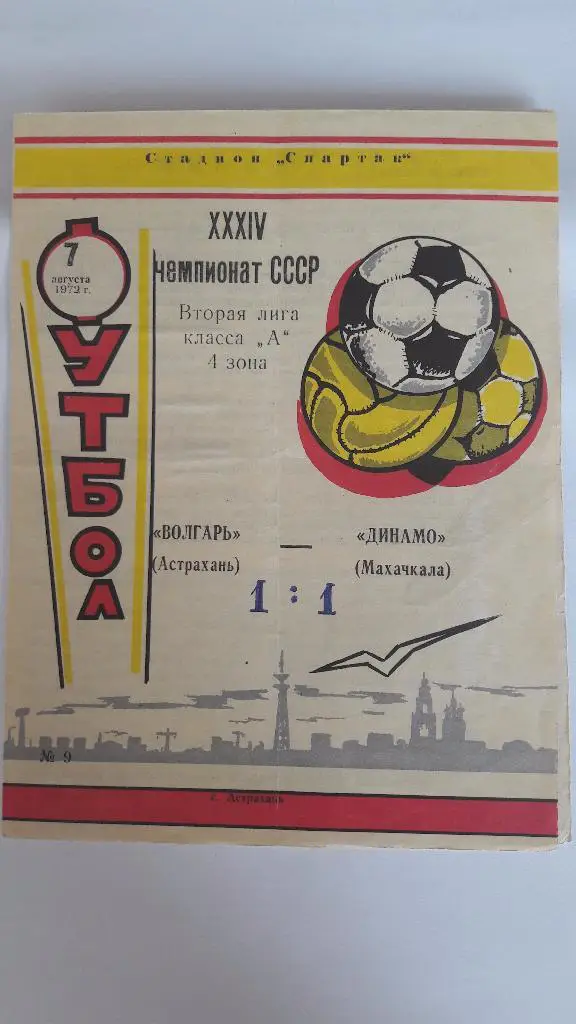 Стадион „Спартак“
7
августа
1972 г.
ФУТБОЛ
XXXIV
чемпионат СССР
Вторая лига
класса „А“
4 зона
«ВОЛГАРЬ» — «ДИНАМО»
(Астрахань) (Махачкала)
1 : 1
№ 9
г. Астрахань